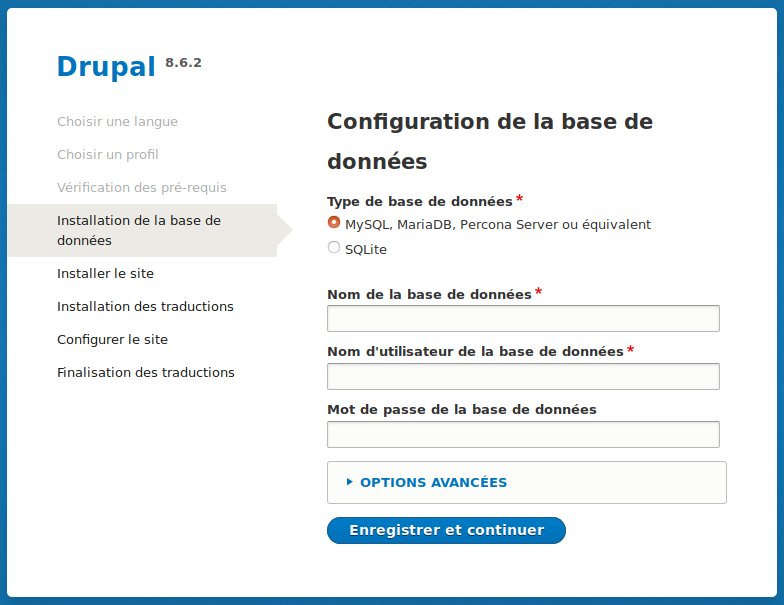 Drupal 8.6.2
Choisir une langue
Choisir un profil
Vérification des pré-requis
Installation de la base de
données
Installer le site
Installation des traductions
Configurer le site
Finalisation des traductions
Configuration de la base de
données
Type de base de données*
MySQL, MariaDB, Percona Server ou équivalent
SQLite
Nom de la base de données*
Nom d'utilisateur de la base de données*
Mot de passe de la base de données
OPTIONS AVANCÉES
Enregistrer et continuer